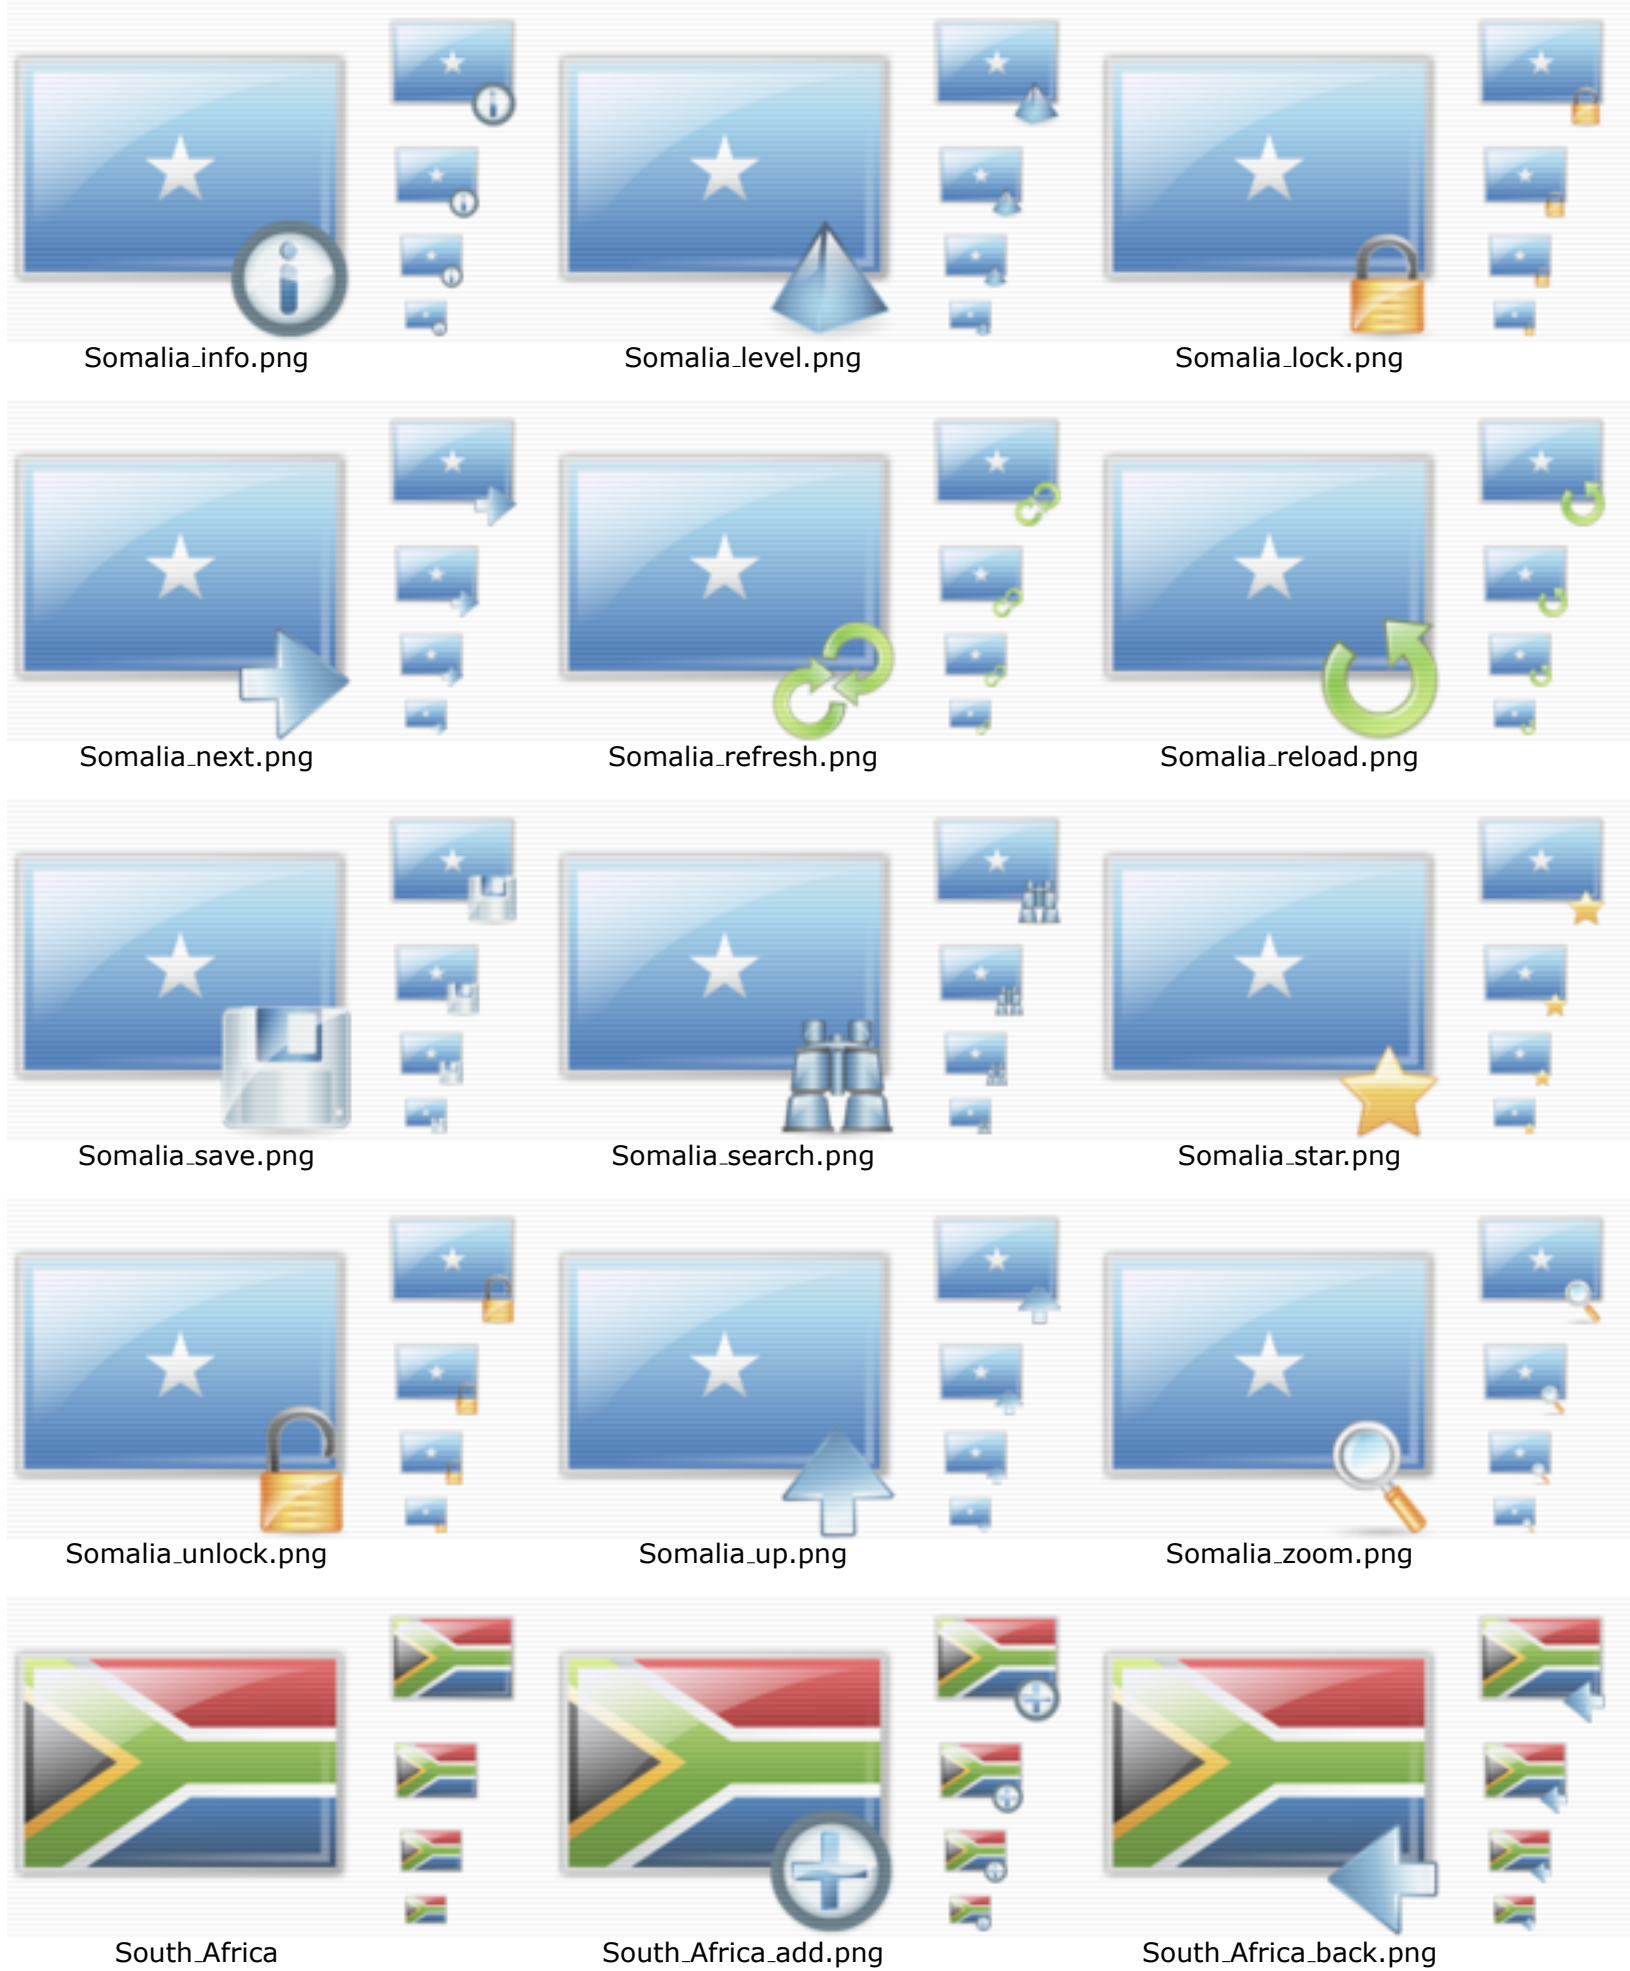 Somalia_info.png
Somalia_level.png
Somalia_lock.png
Somalia_next.png
Somalia_refresh.png
Somalia_reload.png
Somalia_save.png
Somalia_search.png
Somalia_star.png
Somalia_unlock.png
Somalia_up.png
Somalia_zoom.png
South_Africa
South_Africa_add.png
South_Africa_back.png